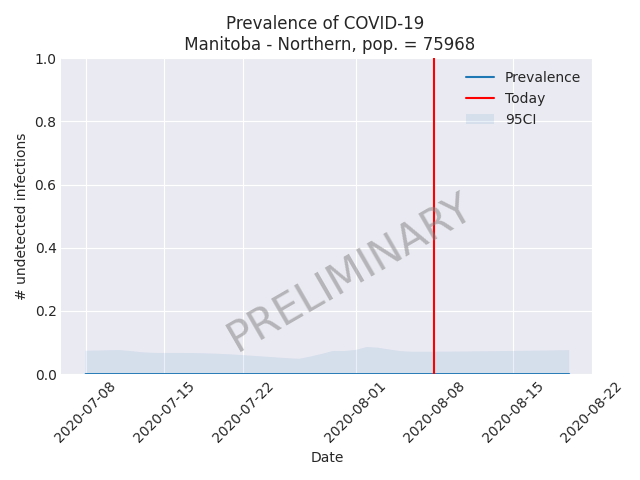 Prevalence of COVID-19
Manitoba - Northern, pop. = 75968
1.0
0.8
0.6
0.4
0.2
0.0
# undetected infections
Prevalence
Today
95CI
PRELIMINARY
2020-07-08
2020-07-15
2020-07-22
2020-08-01
2020-08-08
2020-08-15
2020-08-22
Date